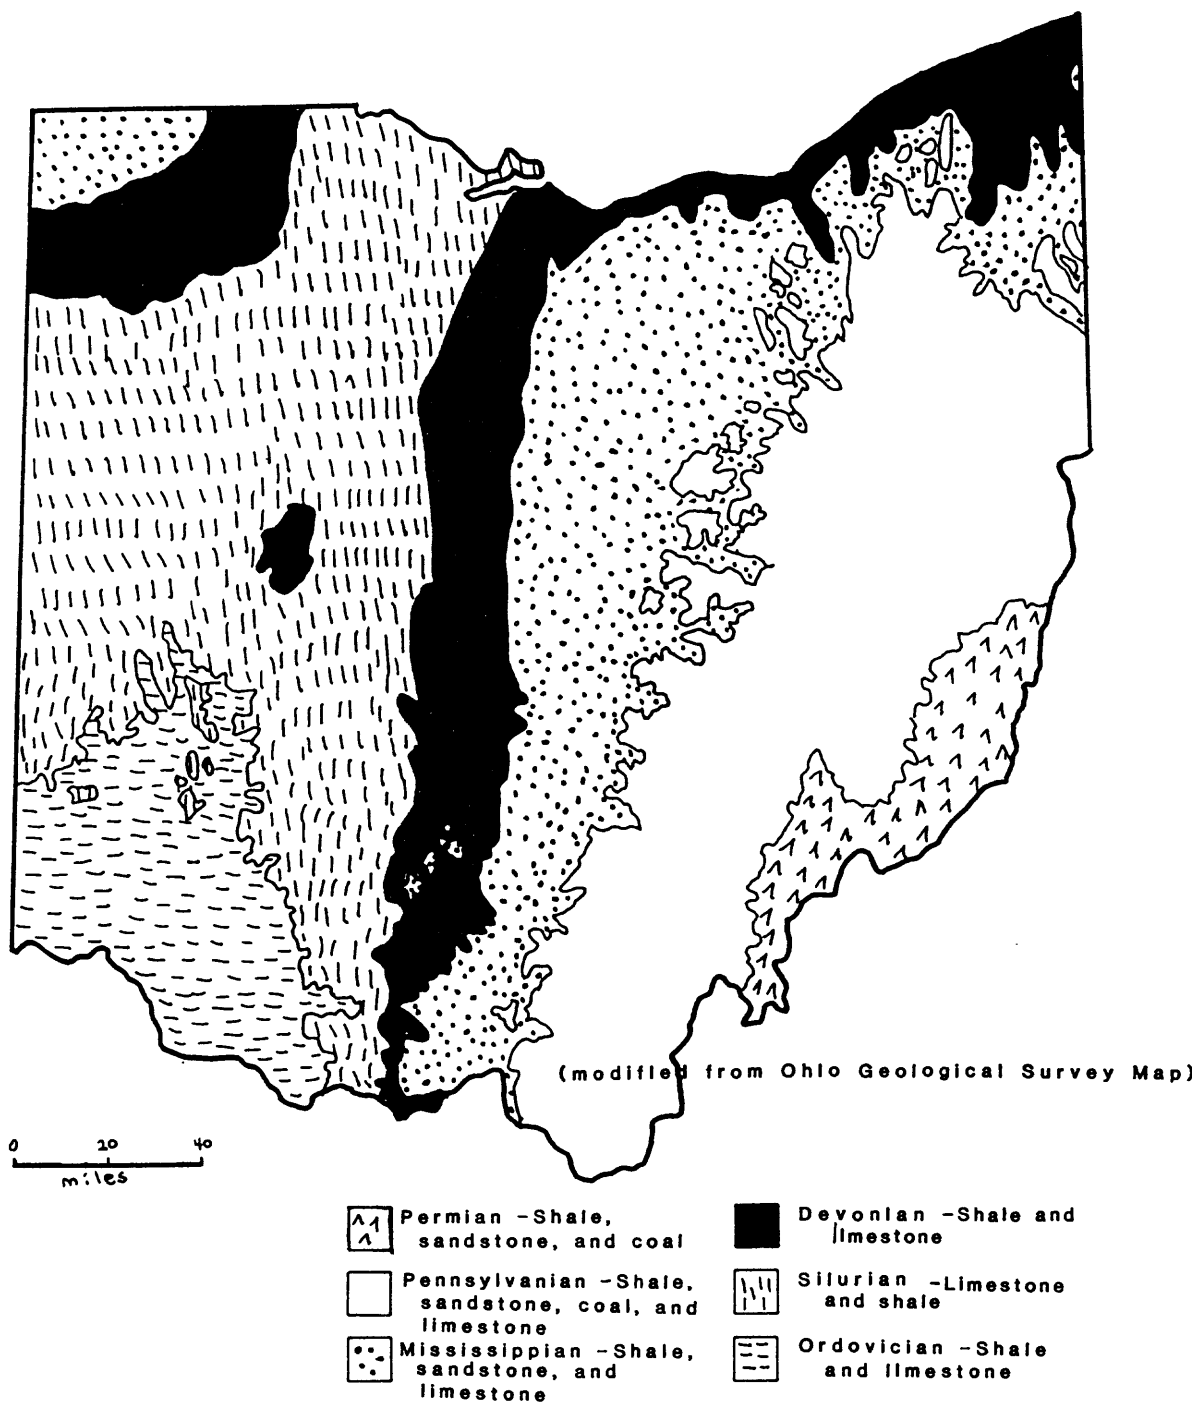 (modified from Ohio Geological Survey Map)
0 20 40
miles
Permian -Shale,
sandstone, and coal
Pennsylvanian -Shale,
sandstone, coal, and
limestone
Mississippian -Shale,
sandstone, and
limestone
Devonian -Shale and
limestone
Silurian -Limestone
and shale
Ordovician -Shale
and limestone